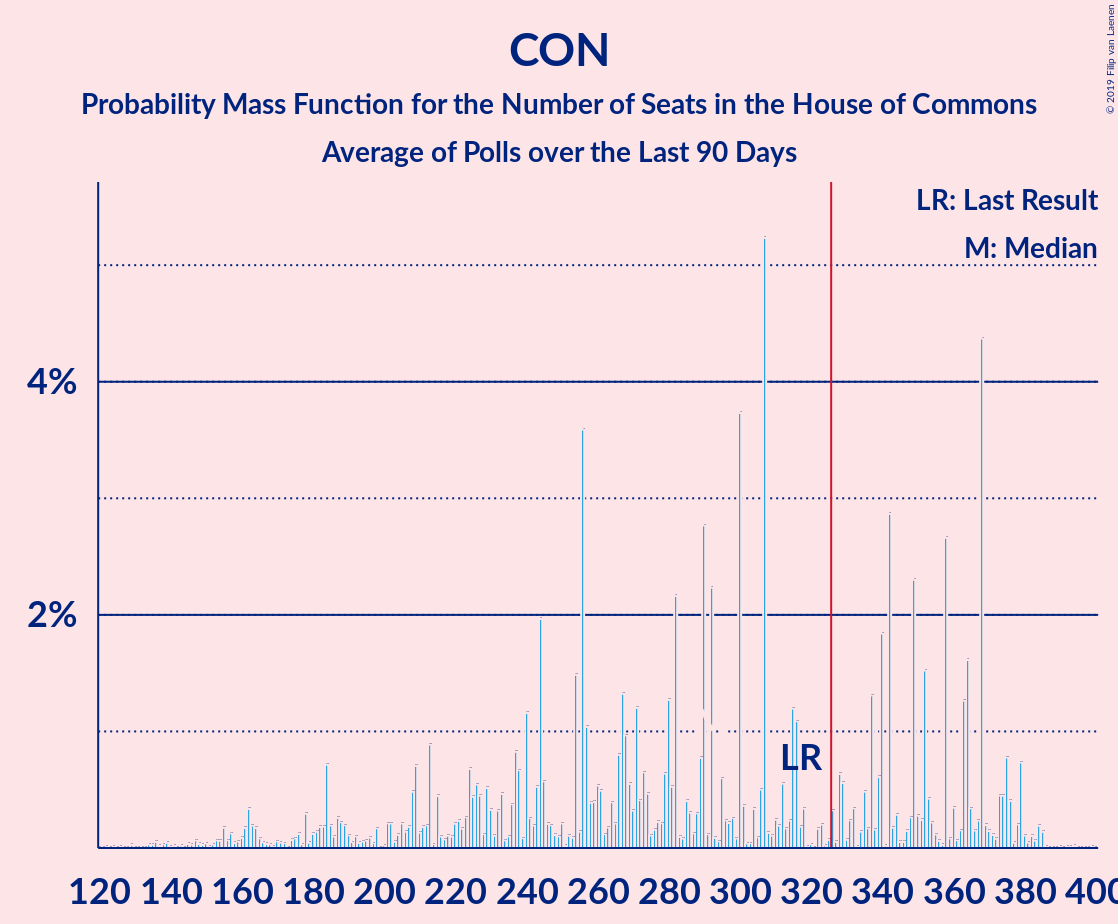 CON
Probability Mass Function for the Number of Seats in the House of Commons
Average of Polls over the Last 90 Days
© 2019 Filip van Laenen
LR: Last Result
M: Median
4%
2%
LR
120 140 160 180 200 220 240 260 280 300 320 340 360 380 400